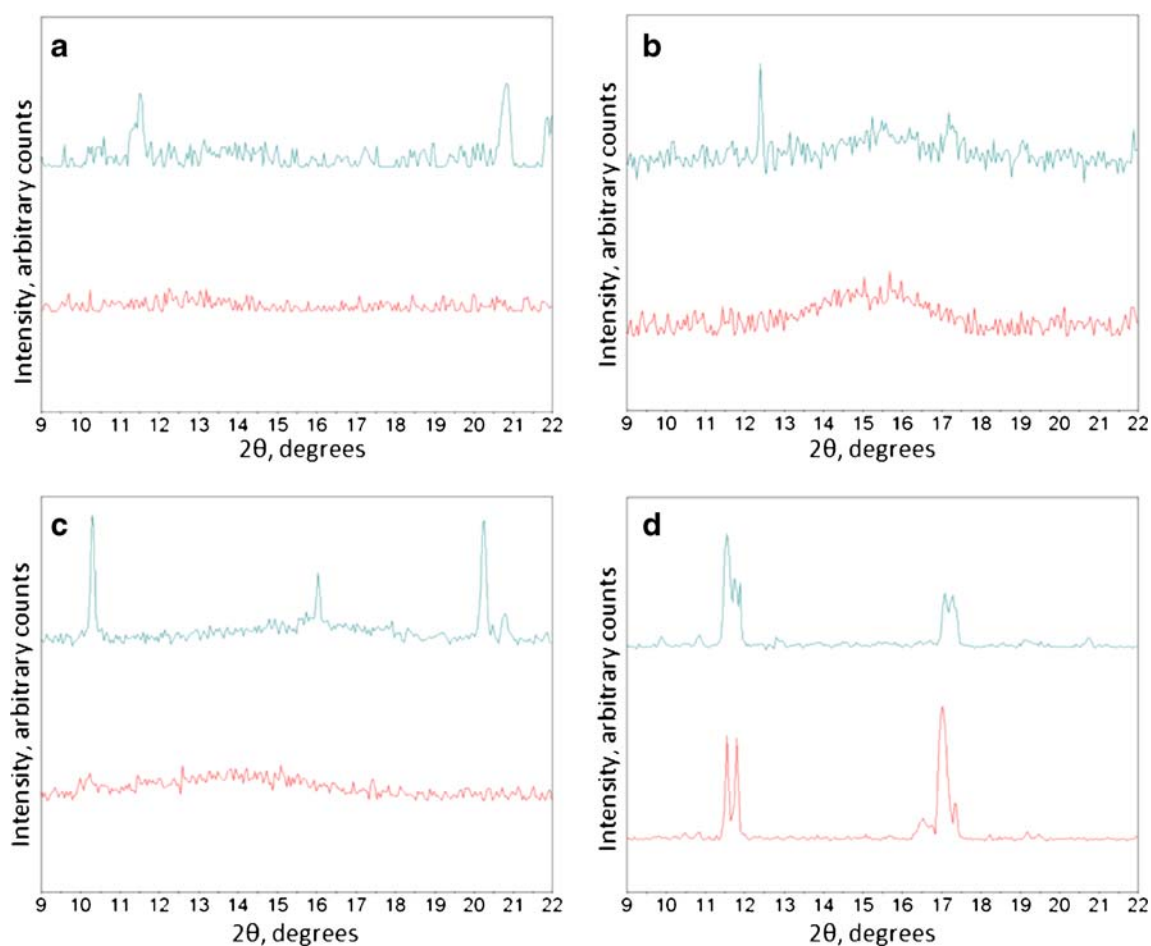 a
Intensity, arbitrary counts
9 10 11 12 13 14 15 16 17 18 19 20 21 22
2θ, degrees
b
Intensity, arbitrary counts
9 10 11 12 13 14 15 16 17 18 19 20 21 22
2θ, degrees
c
Intensity, arbitrary counts
9 10 11 12 13 14 15 16 17 18 19 20 21 22
2θ, degrees
d
Intensity, arbitrary counts
9 10 11 12 13 14 15 16 17 18 19 20 21 22
2θ, degrees